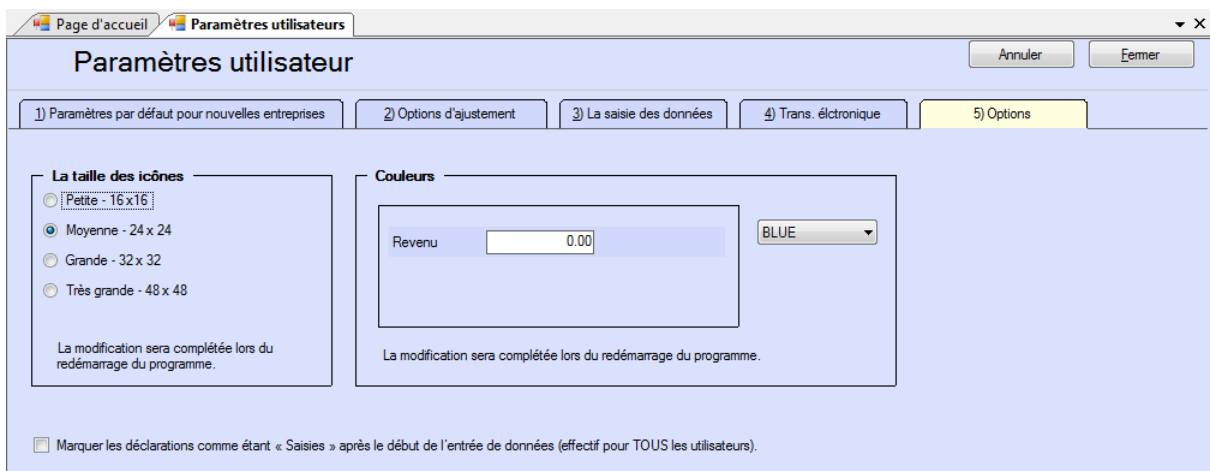 Page d'accueil Paramètres utilisateurs
Paramètres utilisateur
Annuler Fermer
1) Paramètres par défaut pour nouvelles entreprises 2) Options d'ajustement 3) La saisie des données 4) Trans. élctronique 5) Options
La taille des icônes
Petite - 16 x16
Moyenne - 24 x 24
Grande - 32 x 32
Très grande - 48 x 48
La modification sera complétée lors du
redémarrage du programme.
Couleurs
Revenu 0.00
BLUE
La modification sera complétée lors du redémarrage du programme.
Marquer les déclarations comme étant « Saisies » après le début de l'entrée de données (effectif pour TOUS les utilisateurs).